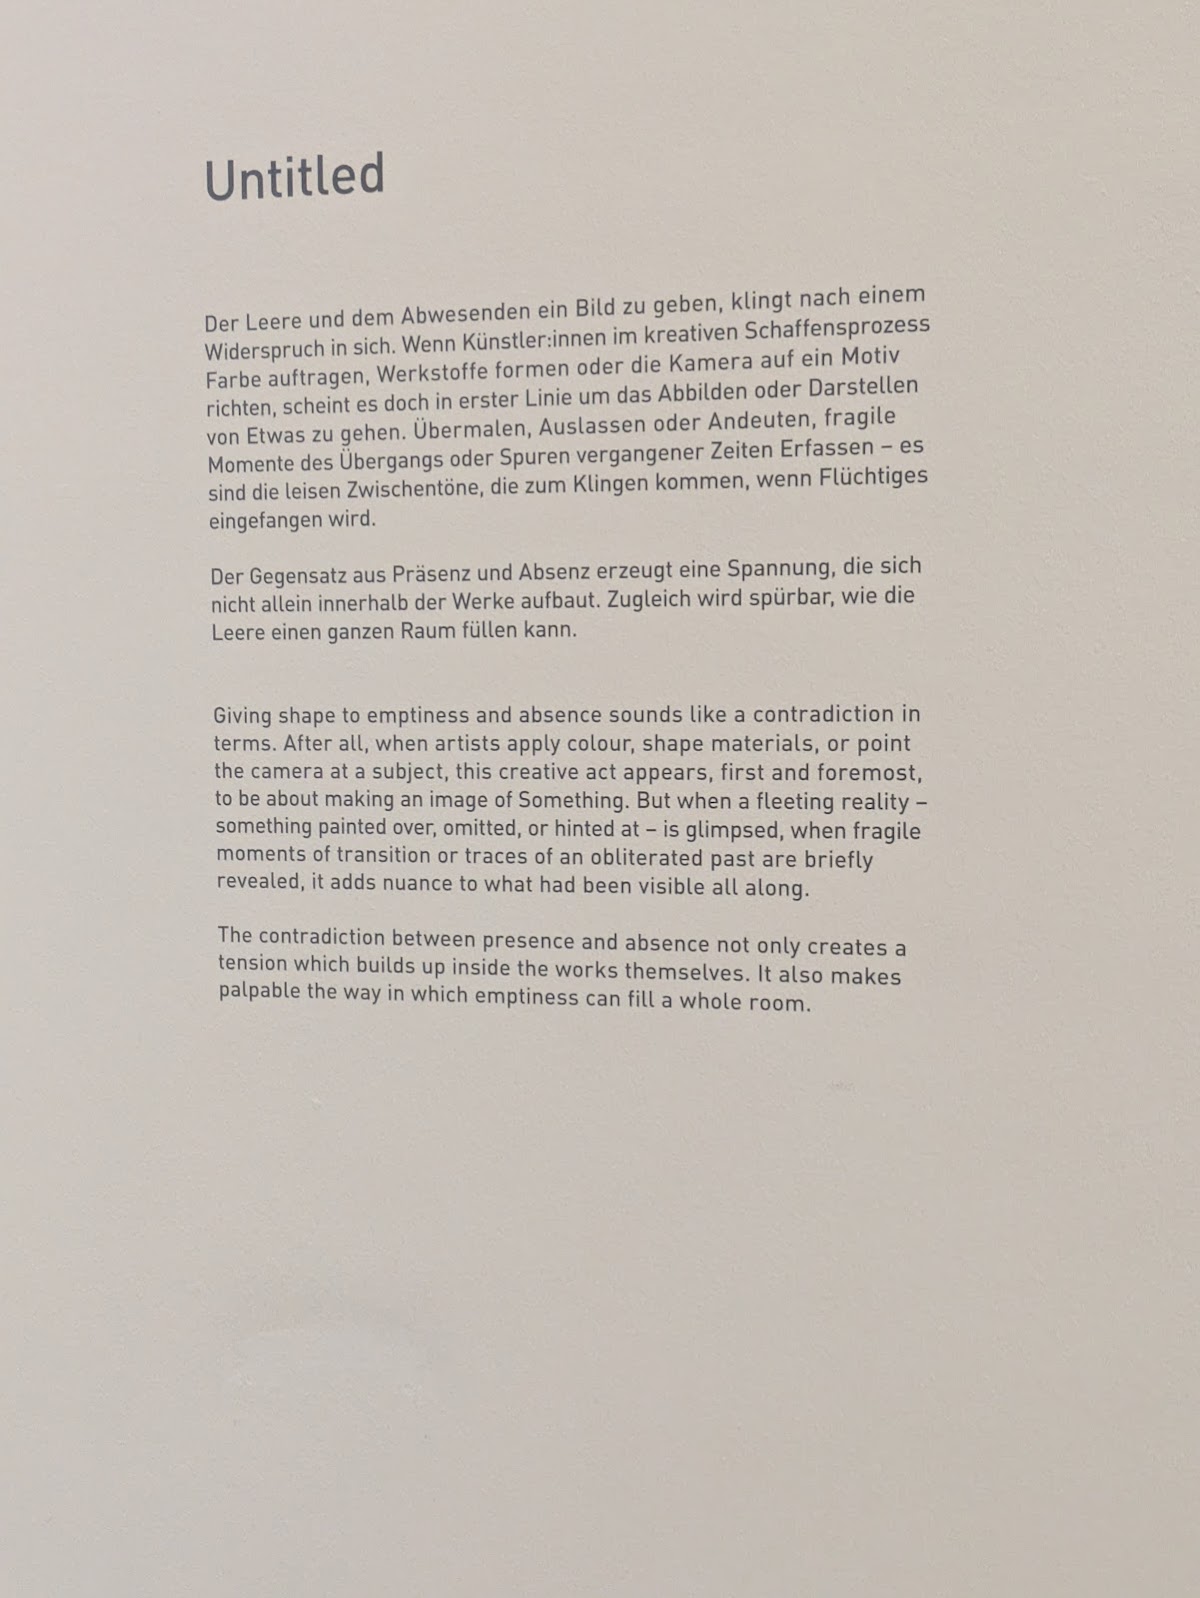 Untitled
Der Leere und dem Abwesenden ein Bild zu geben, klingt nach einem
Widerspruch in sich. Wenn Künstler:innen im kreativen Schaffensprozess
Farbe auftragen, Werkstoffe formen oder die Kamera auf ein Motiv
richten, scheint es doch in erster Linie um das Abbilden oder Darstellen
von Etwas zu gehen. Übermalen, Auslassen oder Andeuten, fragile
Momente des Übergangs oder Spuren vergangener Zeiten Erfassen – es
sind die leisen Zwischentöne, die zum Klingen kommen, wenn Flüchtiges
eingefangen wird.
Der Gegensatz aus Präsenz und Absenz erzeugt eine Spannung, die sich
nicht allein innerhalb der Werke aufbaut. Zugleich wird spürbar, wie die
Leere einen ganzen Raum füllen kann.
Giving shape to emptiness and absence sounds like a contradiction in
terms. After all, when artists apply colour, shape materials, or point
the camera at a subject, this creative act appears, first and foremost,
to be about making an image of Something. But when a fleeting reality –
something painted over, omitted, or hinted at – is glimpsed, when fragile
moments of transition or traces of an obliterated past are briefly
revealed, it adds nuance to what had been visible all along.
The contradiction between presence and absence not only creates a
tension which builds up inside the works themselves. It also makes
palpable the way in which emptiness can fill a whole room.